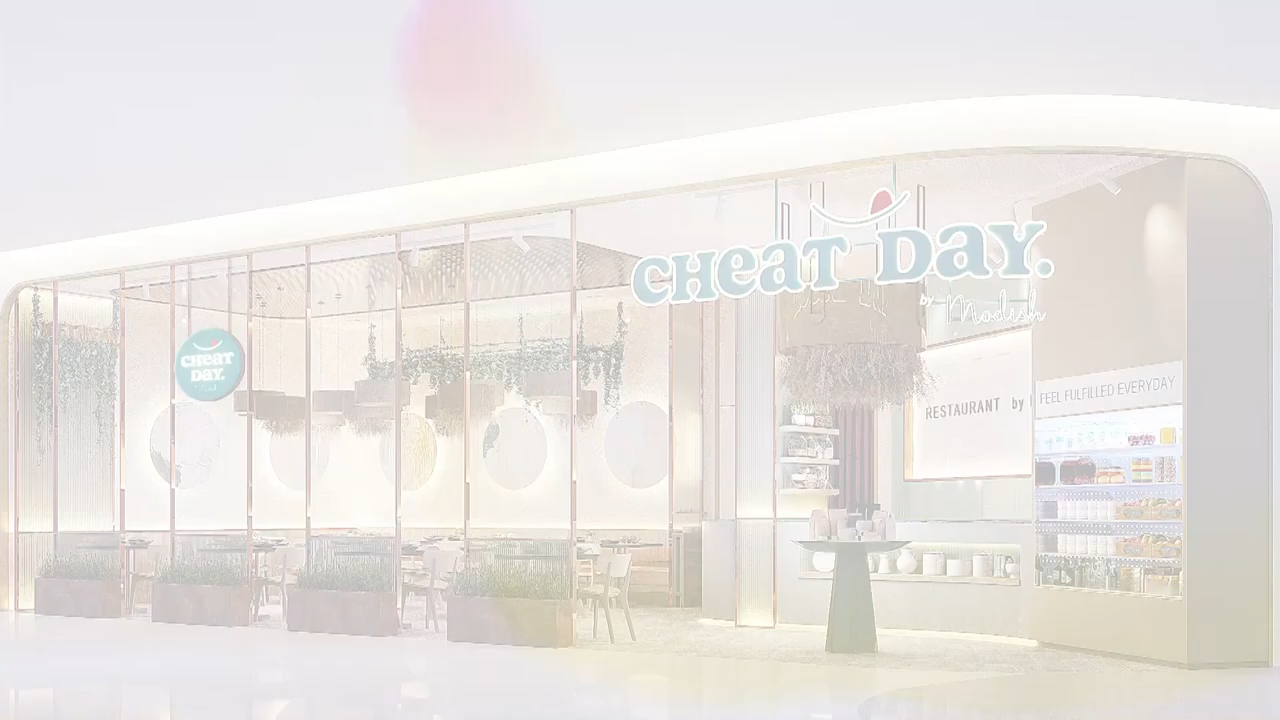 CHEAT DAY.
by Modish
CHEAT
DAY.
RESTAURANT by
FEEL FULFILLED EVERYDAY